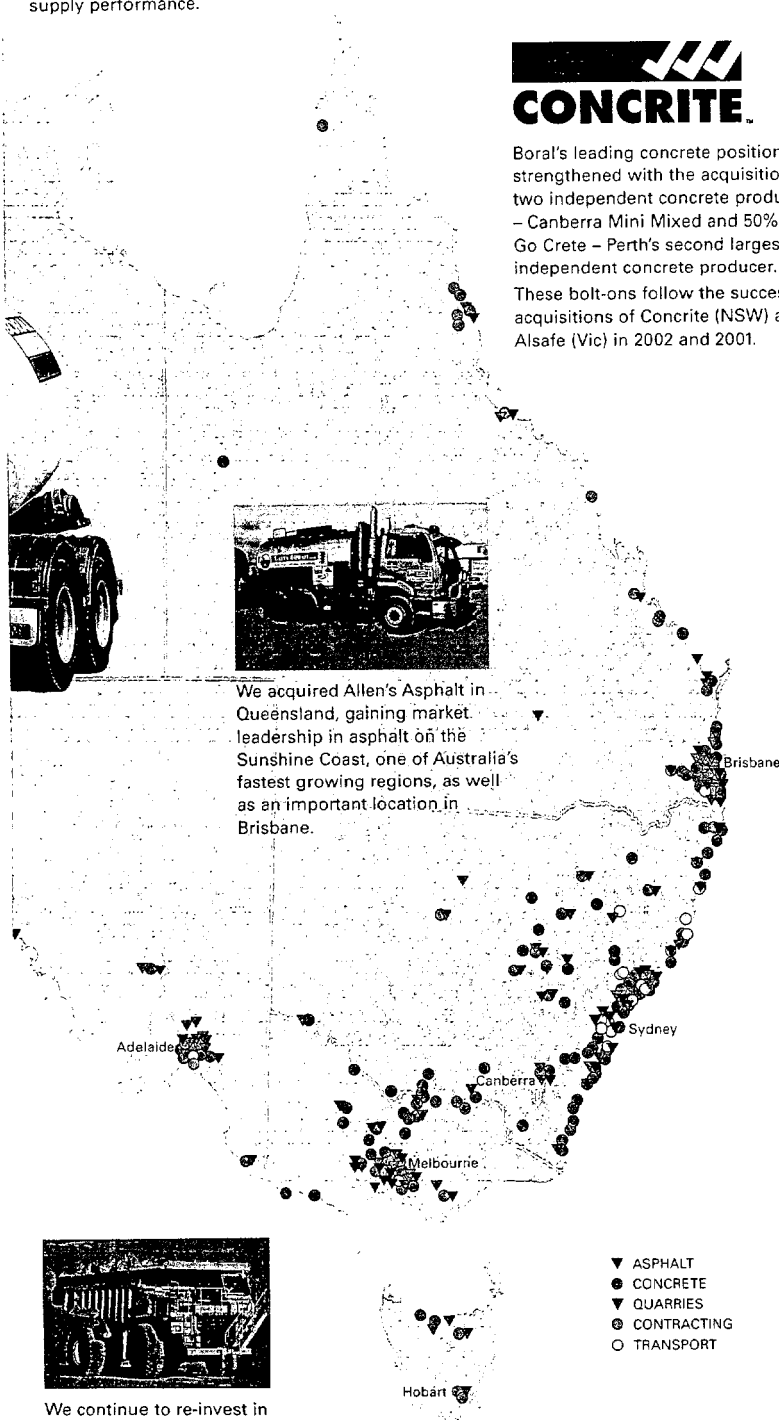 supply performance.
CONCRITE™
Boral's leading concrete position
strengthened with the acquisition
two independent concrete produ
– Canberra Mini Mixed and 50%
Go Crete – Perth's second larges
independent concrete producer.
These bolt-ons follow the succes
acquisitions of Concrite (NSW) a
Alsafe (Vic) in 2002 and 2001.
We acquired Allen's Asphalt in
Queensland, gaining market
leadership in asphalt on the
Sunshine Coast, one of Australia's
fastest growing regions, as well
as an important location in
Brisbane.
Brisbane
Sydney
Adelaide
Canberra
Melbourne
▼ ASPHALT
● CONCRETE
▼ QUARRIES
● CONTRACTING
○ TRANSPORT
Hobart
We continue to re-invest in